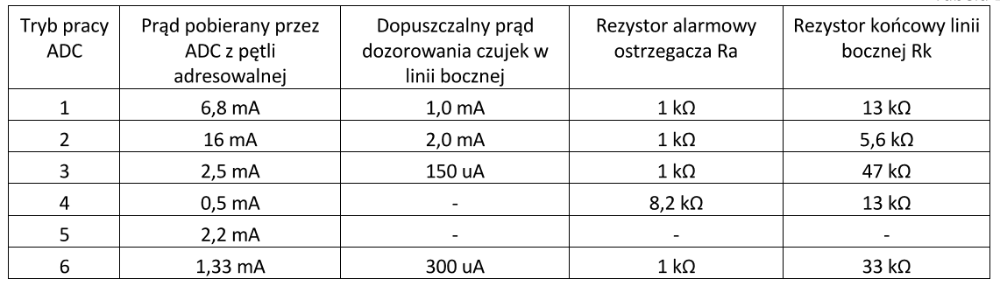 Tryb pracy ADC | Prąd pobierany przez ADC z pętli adresowalnej | Dopuszczalny prąd dozorowania czujek w linii bocznej | Rezystor alarmowy ostrzegacza Ra | Rezystor końcowy linii bocznej Rk
1 | 6,8 mA | 1,0 mA | 1 kΩ | 13 kΩ
2 | 16 mA | 2,0 mA | 1 kΩ | 5,6 kΩ
3 | 2,5 mA | 150 uA | 1 kΩ | 47 kΩ
4 | 0,5 mA | - | 8,2 kΩ | 13 kΩ
5 | 2,2 mA | - | - | -
6 | 1,33 mA | 300 uA | 1 kΩ | 33 kΩ